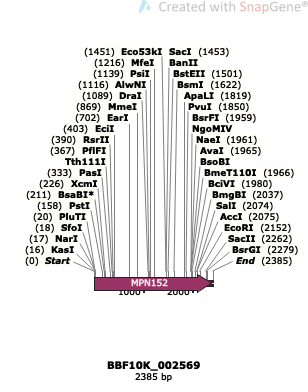 Created with SnapGene®
(1451) Eco53kI SacI (1453)
(1216) MfeI BanII
(1139) PsiI BstEII (1501)
(1116) AlwNI BsmI (1622)
(1089) DraI ApaLI (1819)
(869) MmeI PvuI (1850)
(702) EarI BsrFI (1959)
(403) EciI NgoMIV
(390) RsrII NaeI (1961)
(367) PflFI AvaI (1965)
Tth111I BsoBI
(333) PasI BmeT110I (1966)
(226) XcmI BciVI (1980)
(211) BsaBI* BmgBI (2037)
(158) PstI SalI (2074)
(20) PluTI AccI (2075)
(18) SfoI EcoRI (2152)
(17) NarI SacII (2262)
(16) KasI BsrGI (2279)
(0) Start End (2385)
MPN152
1000 2000
BBF10K_002569
2385 bp